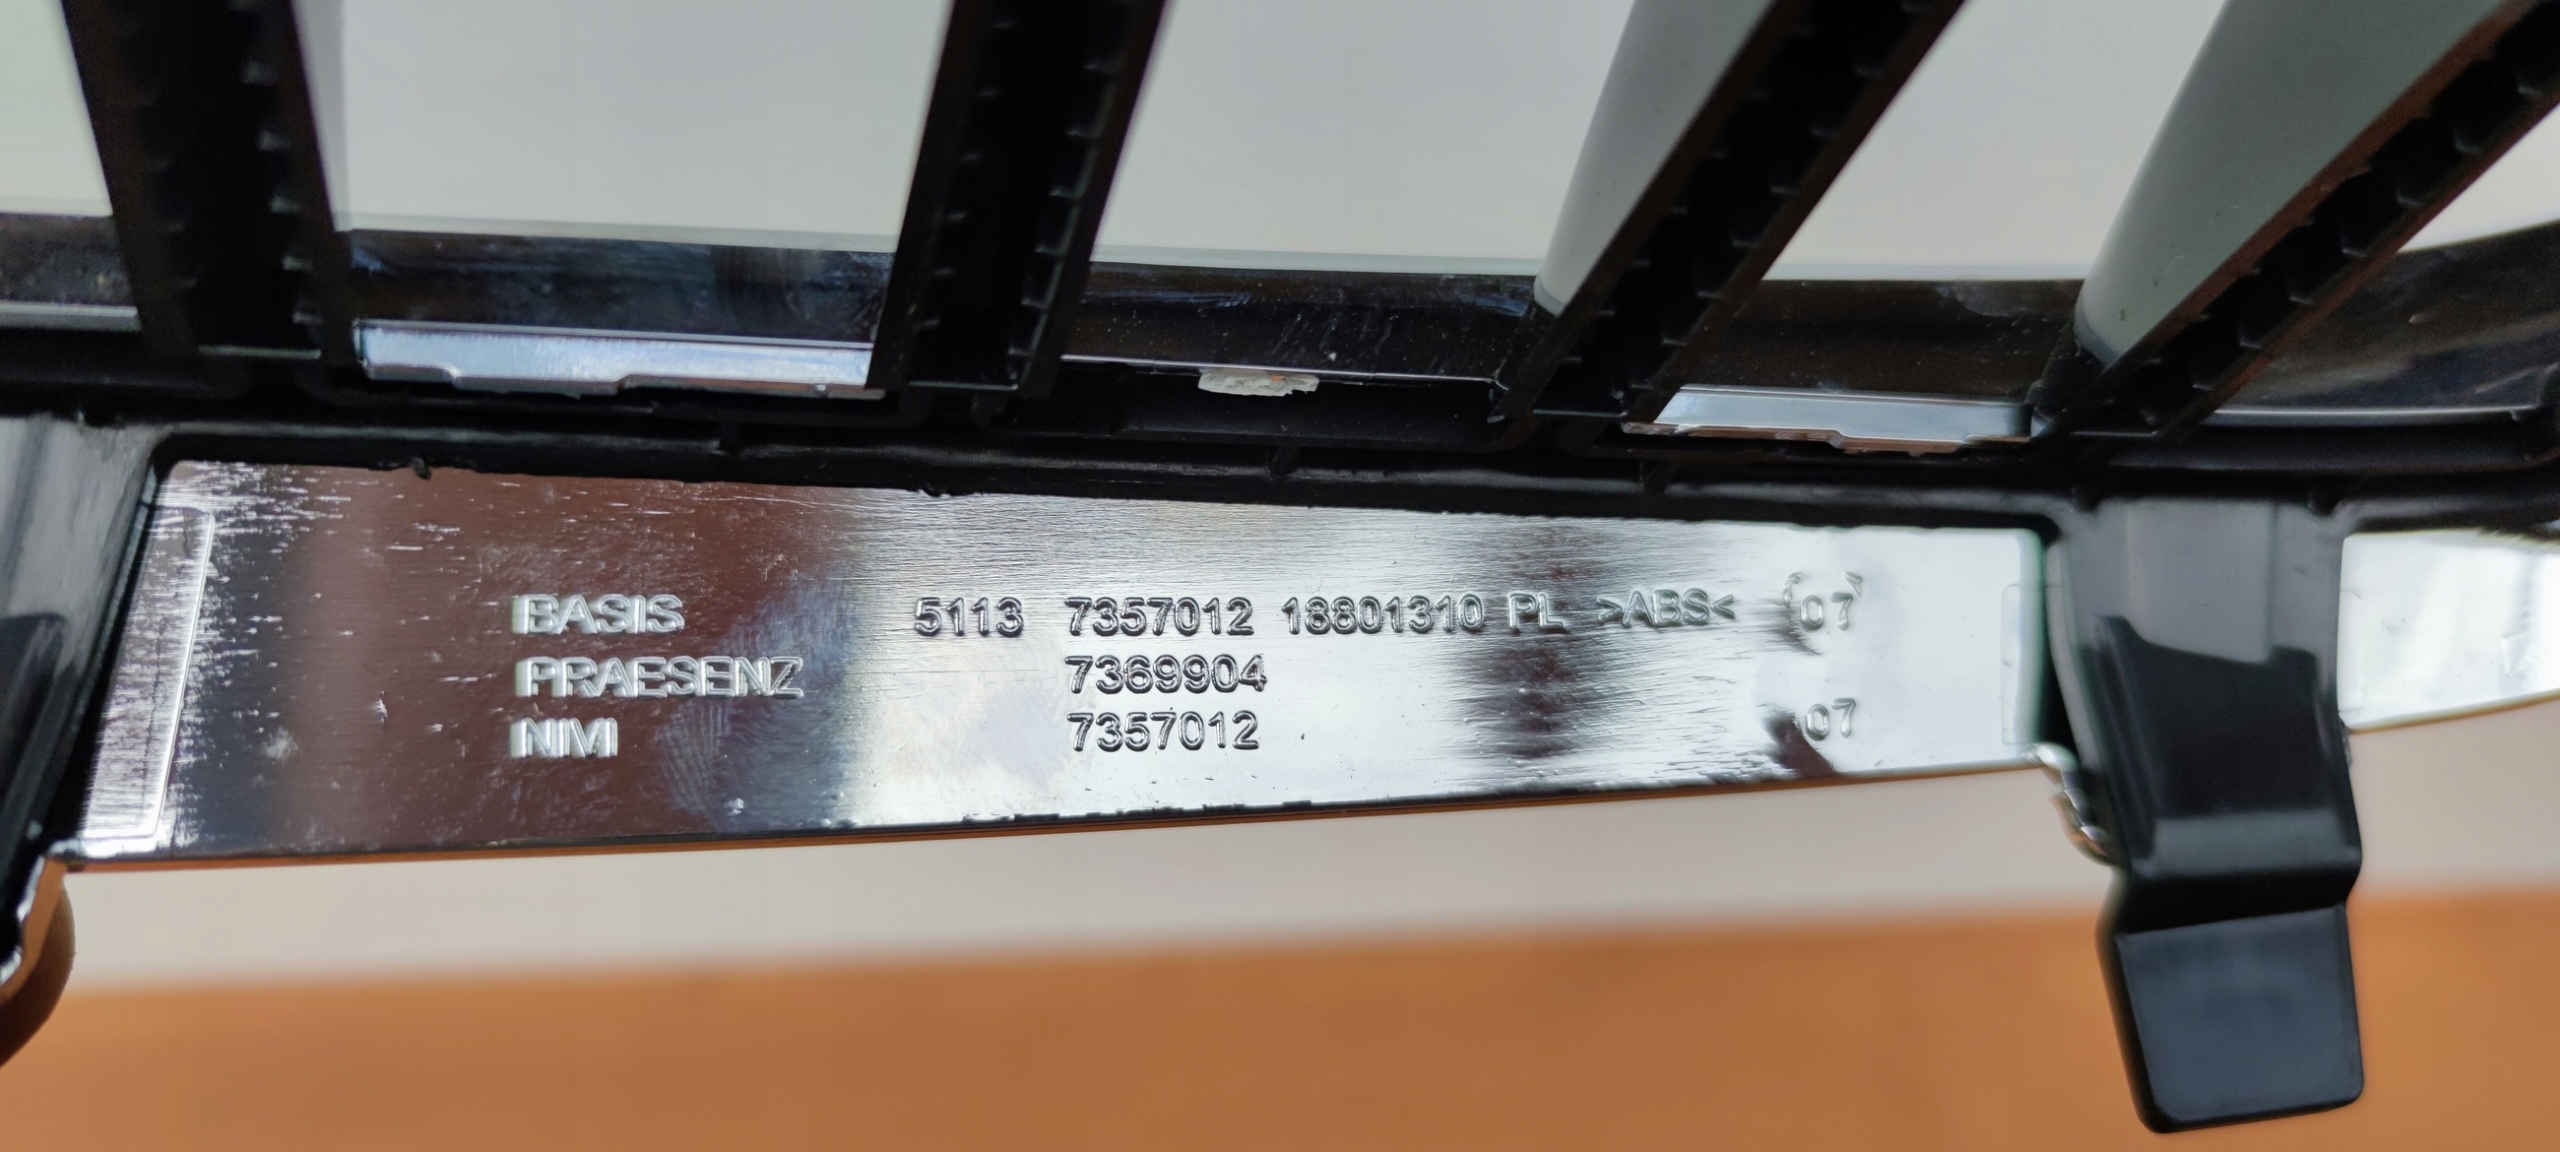 BASIS 5113 7357012 18801310 PL >ABS< 07
PRAESENZ 7369904
NIVI 7357012 07